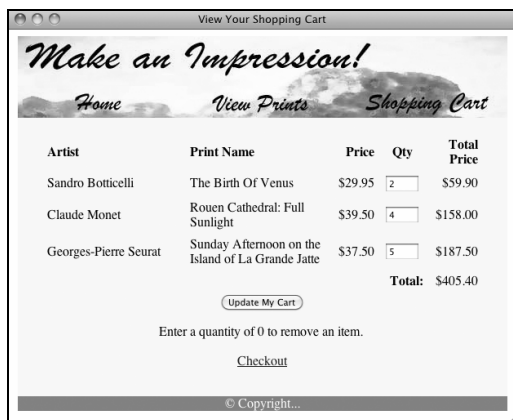 View Your Shopping Cart
Make an Impression!
Home View Prints Shopping Cart
Artist Print Name Price Qty Total Price
Sandro Botticelli The Birth Of Venus $29.95 2 $59.90
Claude Monet Rouen Cathedral: Full Sunlight $39.50 4 $158.00
Georges-Pierre Seurat Sunday Afternoon on the Island of La Grande Jatte $37.50 5 $187.50
Total: $405.40
Update My Cart
Enter a quantity of 0 to remove an item.
Checkout
© Copyright...